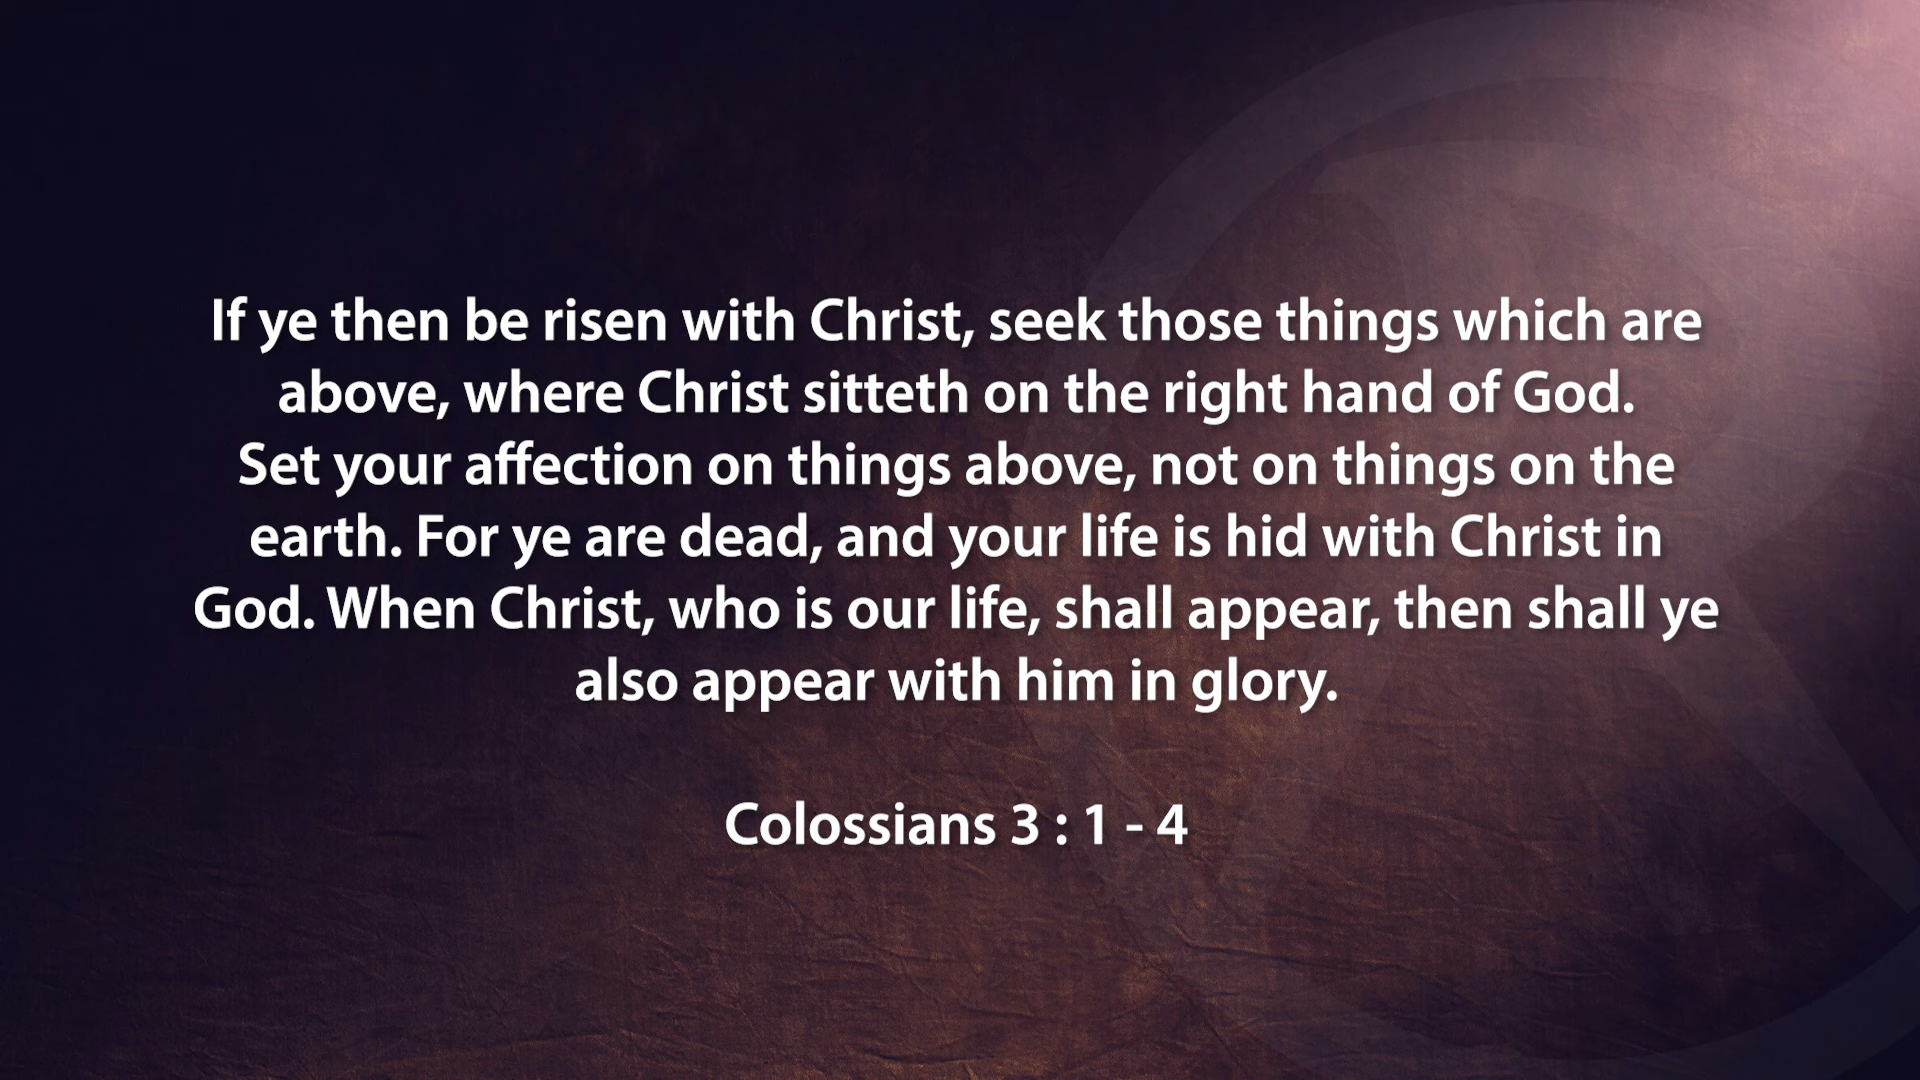 If ye then be risen with Christ, seek those things which are
above, where Christ sitteth on the right hand of God.
Set your affection on things above, not on things on the
earth. For ye are dead, and your life is hid with Christ in
God. When Christ, who is our life, shall appear, then shall ye
also appear with him in glory.
Colossians 3 : 1 - 4